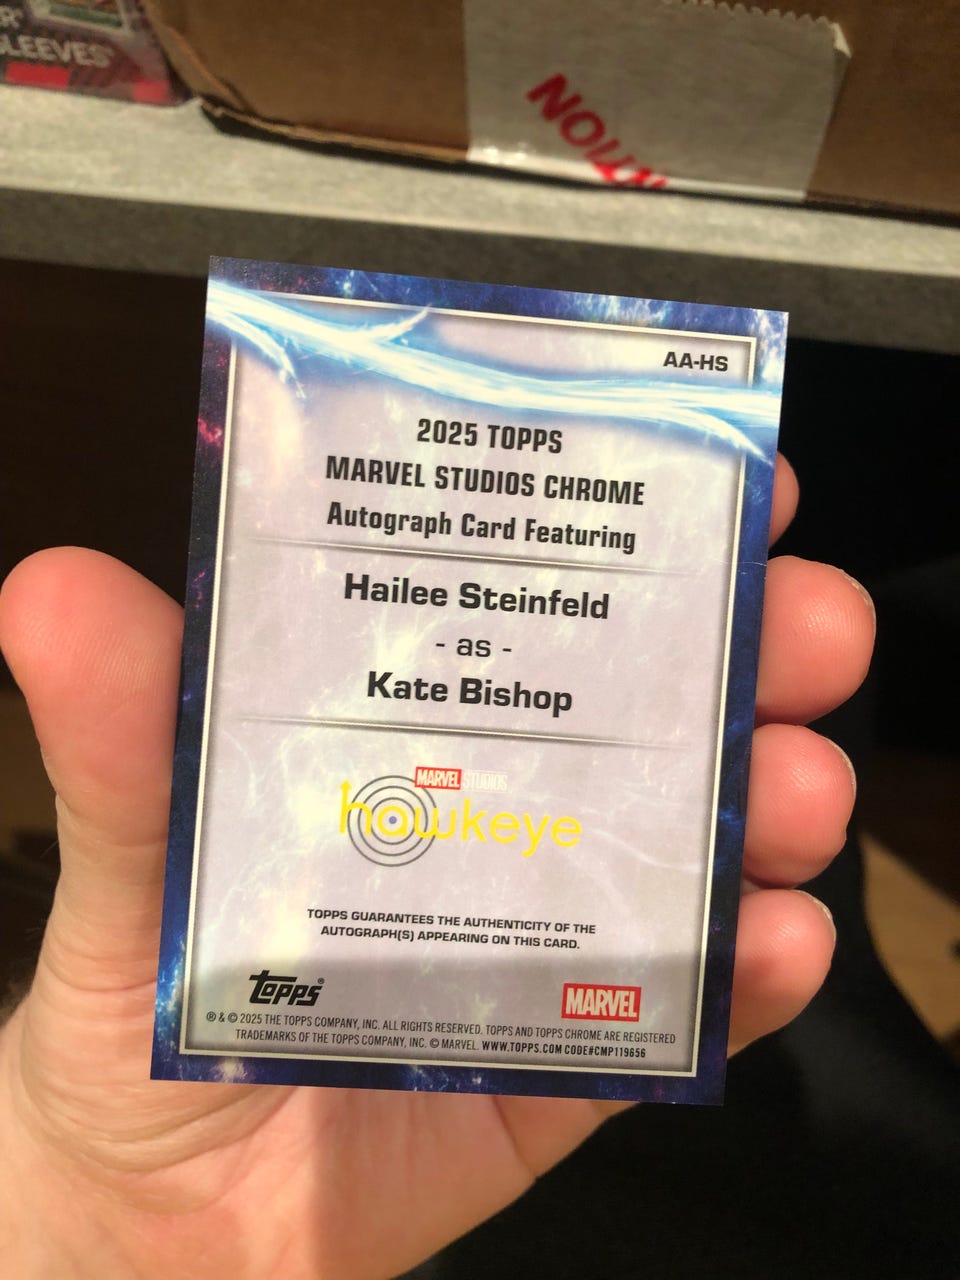 SLEEVES
AA-HS
2025 TOPPS
MARVEL STUDIOS CHROME
Autograph Card Featuring
Hailee Steinfeld
- as -
Kate Bishop
MARVEL STUDIOS
hawkeye
TOPPS GUARANTEES THE AUTHENTICITY OF THE
AUTOGRAPH(S) APPEARING ON THIS CARD.
TOPPS®
MARVEL
® & © 2025 THE TOPPS COMPANY, INC. ALL RIGHTS RESERVED. TOPPS AND TOPPS CHROME ARE REGISTERED
TRADEMARKS OF THE TOPPS COMPANY, INC. © MARVEL. WWW.TOPPS.COM CODE#CMP119656